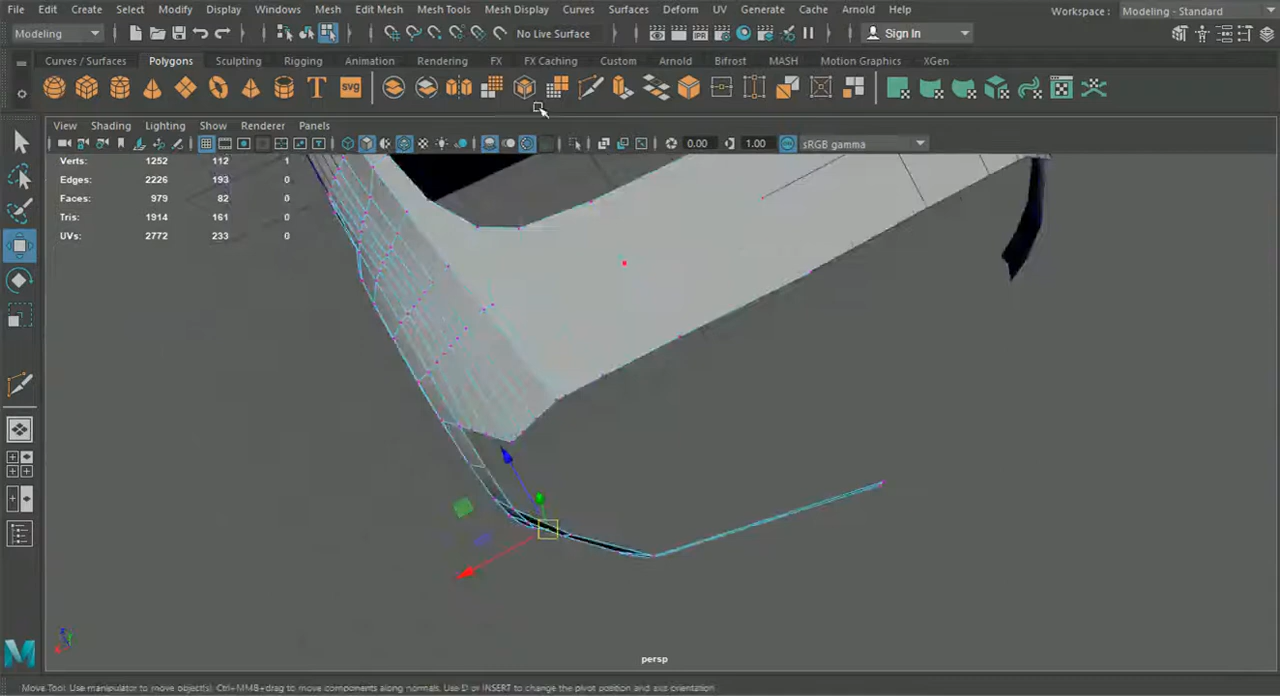 File Edit Create Select Modify Display Windows Mesh Edit Mesh Mesh Tools Mesh Display Curves Surfaces Deform UV Generate Cache Arnold Help Workspace : Modeling - Standard
Modeling No Live Surface Sign In
Curves / Surfaces Polygons Sculpting Rigging Animation Rendering FX FX Caching Custom Arnold Bifrost MASH Motion Graphics XGen
T SVG
View Shading Lighting Show Renderer Panels
0.00 1.00 sRGB gamma
Verts: 1252 112 1
Edges: 2226 193 0
Faces: 979 82 0
Tris: 1914 161 0
UVs: 2772 233 0
persp
Move Tool: Use manipulator to move object(s). Ctrl+MMB+drag to move components along normals. Use D or INSERT to change the pivot position and axis orientation.